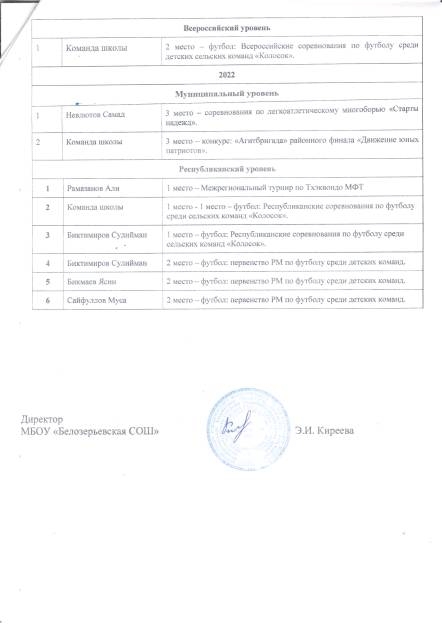 Всероссийский уровень
1 Команда школы 2 место – футбол: Всероссийские соревнования по футболу среди
детских сельских команд «Колосок».
2022
Муниципальный уровень
1 Невлютов Самад 3 место – соревнования по легкоатлетическому многоборью «Старты
надежд».
2 Команда школы 3 место – конкурс: «Агитбригада» районного финала «Движение юных
патриотов».
Республиканский уровень
1 Рамазанов Али 1 место – Межрегиональный турнир по Тхэквондо МФТ
2 Команда школы 1 место - 1 место – футбол: Республиканские соревнования по футболу
среди сельских команд «Колосок».
3 Биктимиров Сулийман 1 место – футбол: Республиканские соревнования по футболу среди
сельских команд «Колосок».
4 Биктимиров Сулийман 2 место – футбол: первенство РМ по футболу среди детских команд.
5 Бикмаев Ясин 2 место – футбол: первенство РМ по футболу среди детских команд.
6 Сайфуллов Муса 2 место – футбол: первенство РМ по футболу среди детских команд.
Директор
МБОУ «Белозерьевская СОШ» Э.И. Киреева